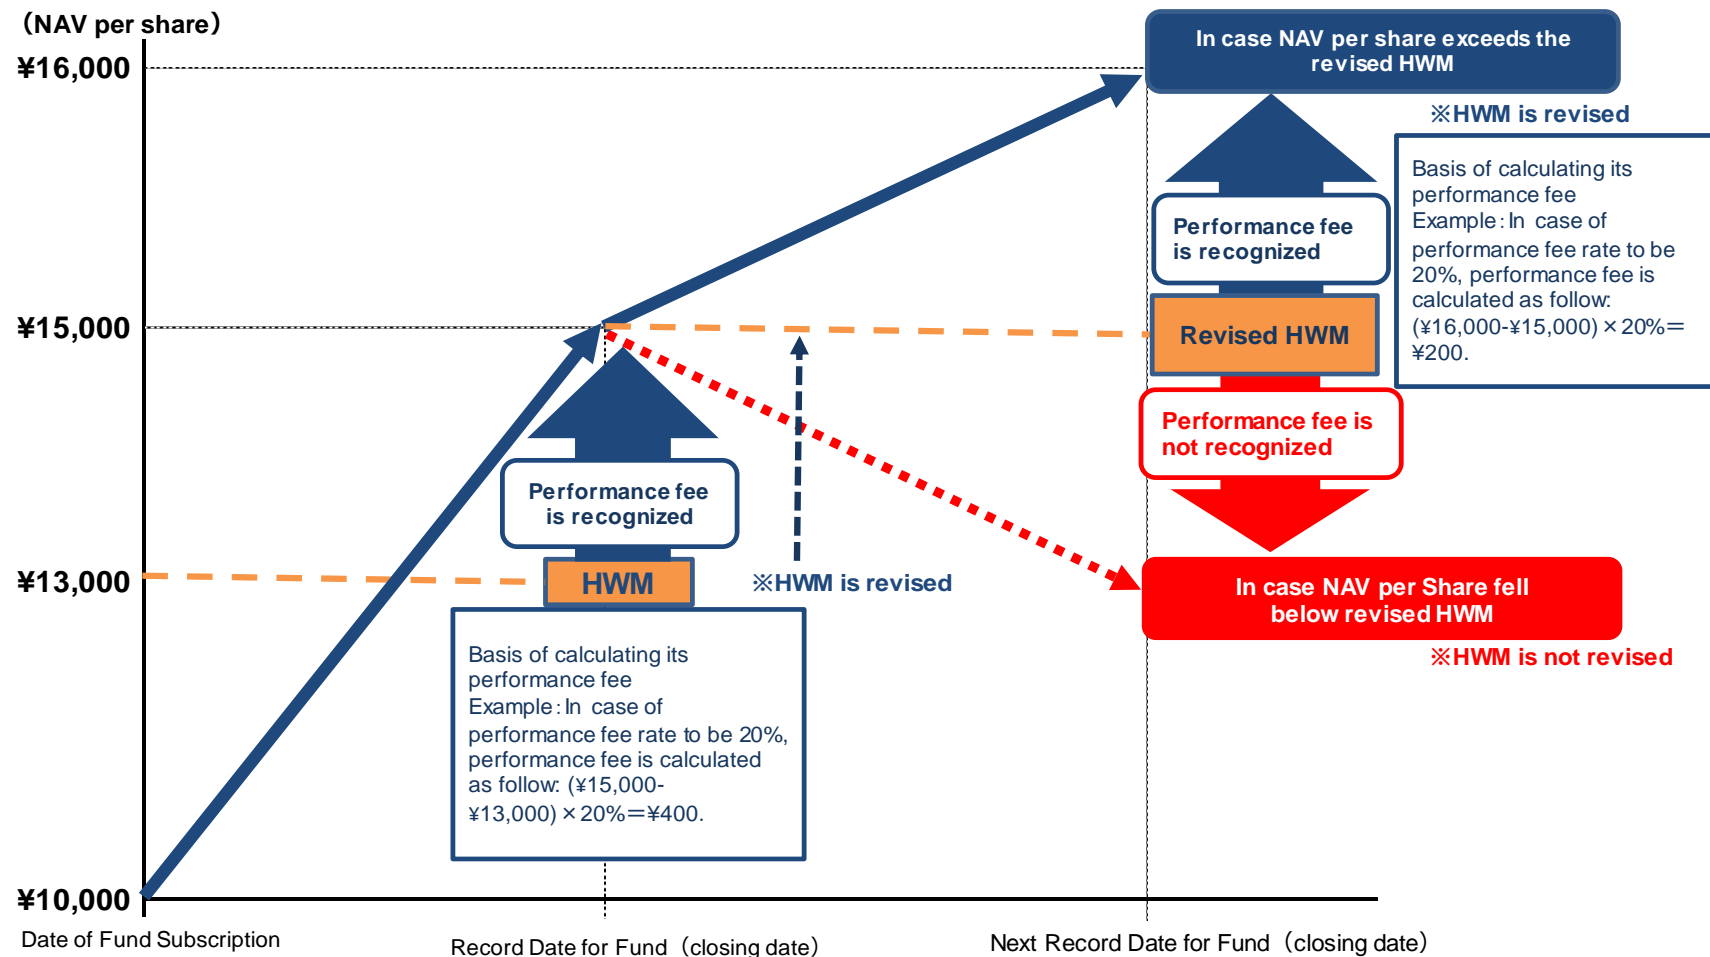 （NAV per share）
¥16,000
¥15,000
¥13,000
¥10,000
In case NAV per share exceeds the
revised HWM
※HWM is revised
Basis of calculating its
performance fee
Example：In case of
performance fee rate to be
20%, performance fee is
calculated as follow:
(¥16,000-¥15,000)×20%＝
¥200.
Performance fee
is recognized
Revised HWM
Performance fee is
not recognized
In case NAV per Share fell
below revised HWM
※HWM is not revised
Performance fee
is recognized
HWM
※HWM is revised
Basis of calculating its
performance fee
Example：In case of
performance fee rate to be 20%,
performance fee is calculated
as follow: (¥15,000-
¥13,000)×20%＝¥400.
Date of Fund Subscription
Record Date for Fund（closing date）
Next Record Date for Fund（closing date）